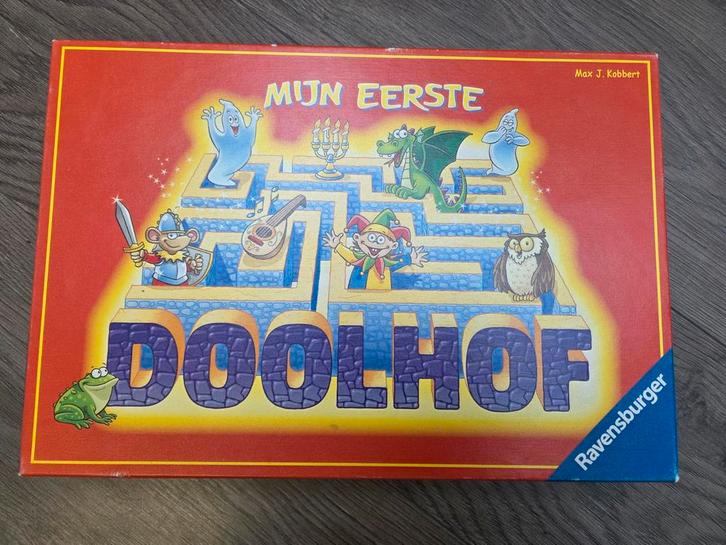 Max J. Kobbert
MIJN EERSTE
DOOLHOF
Ravensburger